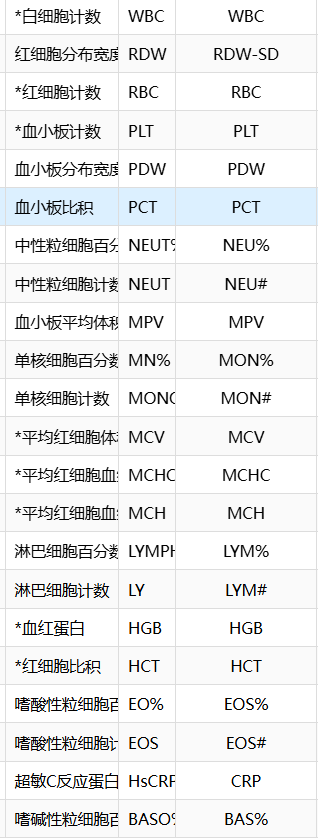 *白细胞计数 WBC WBC
红细胞分布宽度 RDW RDW-SD
*红细胞计数 RBC RBC
*血小板计数 PLT PLT
血小板分布宽度 PDW PDW
血小板比积 PCT PCT
中性粒细胞百分 NEUT% NEU%
中性粒细胞计数 NEUT NEU#
血小板平均体积 MPV MPV
单核细胞百分数 MN% MON%
单核细胞计数 MONO MON#
*平均红细胞体 MCV MCV
*平均红细胞血 MCHC MCHC
*平均红细胞血 MCH MCH
淋巴细胞百分数 LYMPH LYM%
淋巴细胞计数 LY LYM#
*血红蛋白 HGB HGB
*红细胞比积 HCT HCT
嗜酸性粒细胞百 EO% EOS%
嗜酸性粒细胞计 EOS EOS#
超敏C反应蛋白 HsCRP CRP
嗜碱性粒细胞百 BASO% BAS%